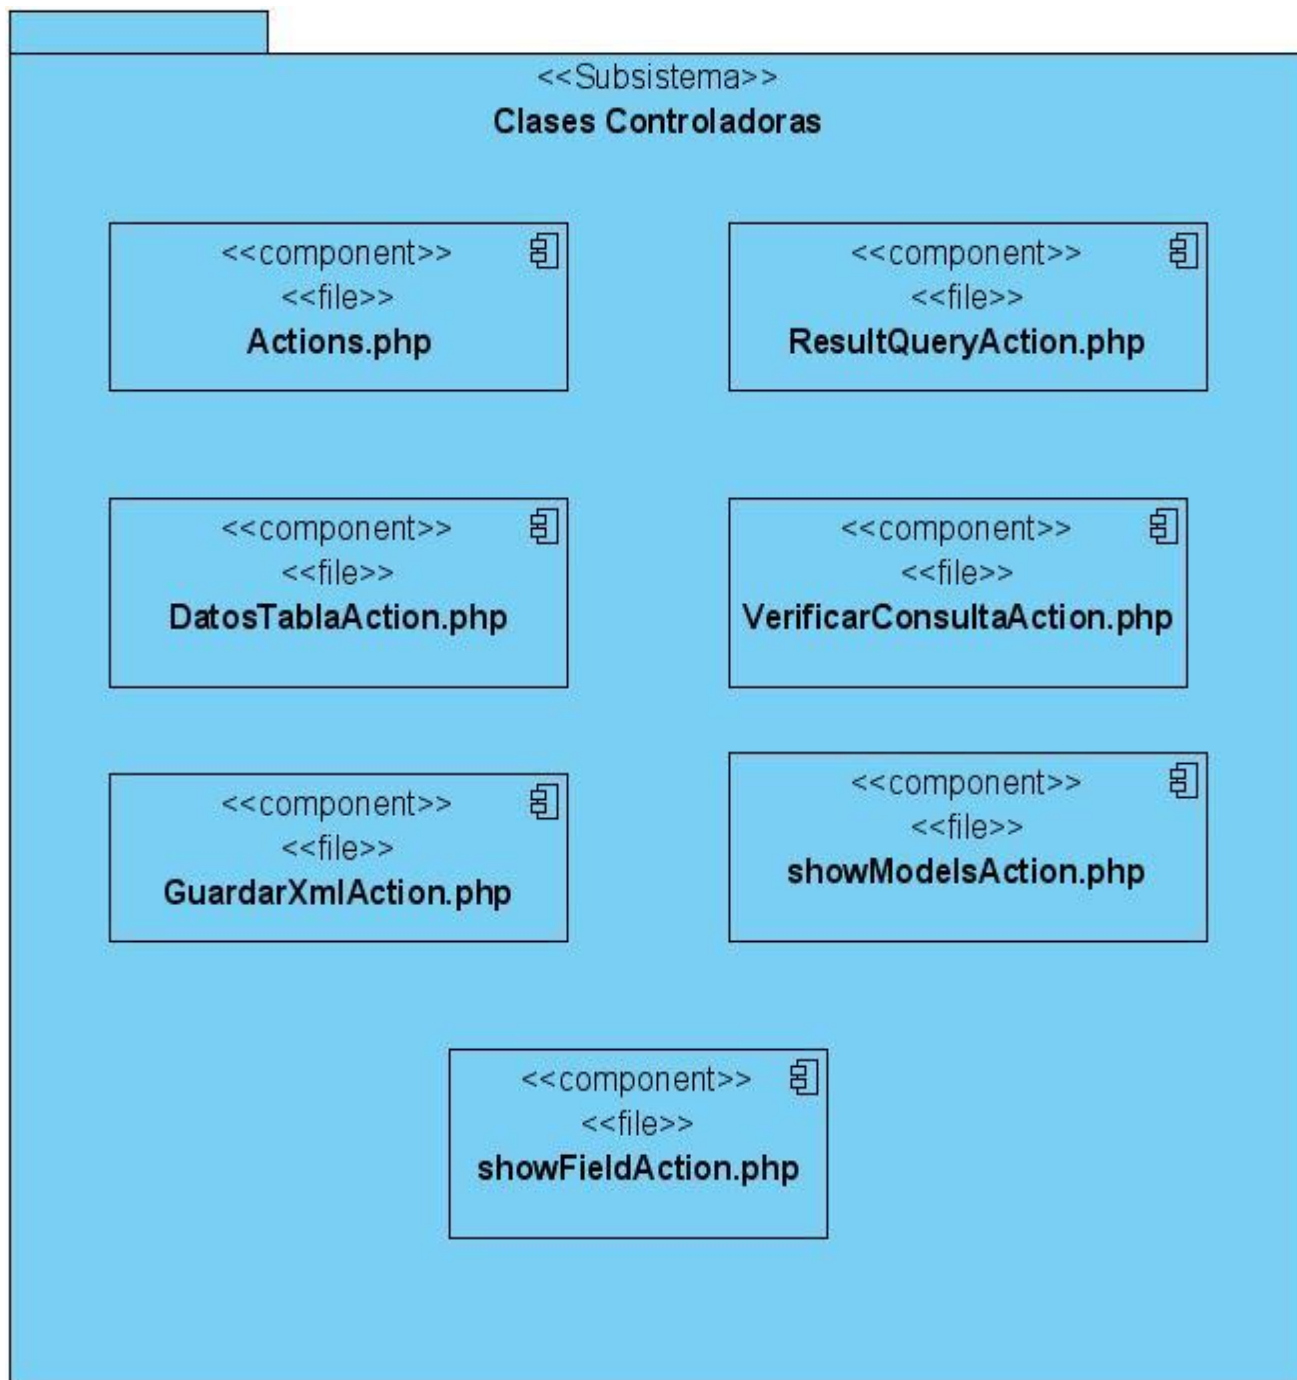 <<Subsistema>>
Clases Controladoras
<<component>>
<<file>>
Actions.php
<<component>>
<<file>>
ResultQueryAction.php
<<component>>
<<file>>
DatosTablaAction.php
<<component>>
<<file>>
VerificarConsultaAction.php
<<component>>
<<file>>
GuardarXmlAction.php
<<component>>
<<file>>
showModelsAction.php
<<component>>
<<file>>
showFieldAction.php